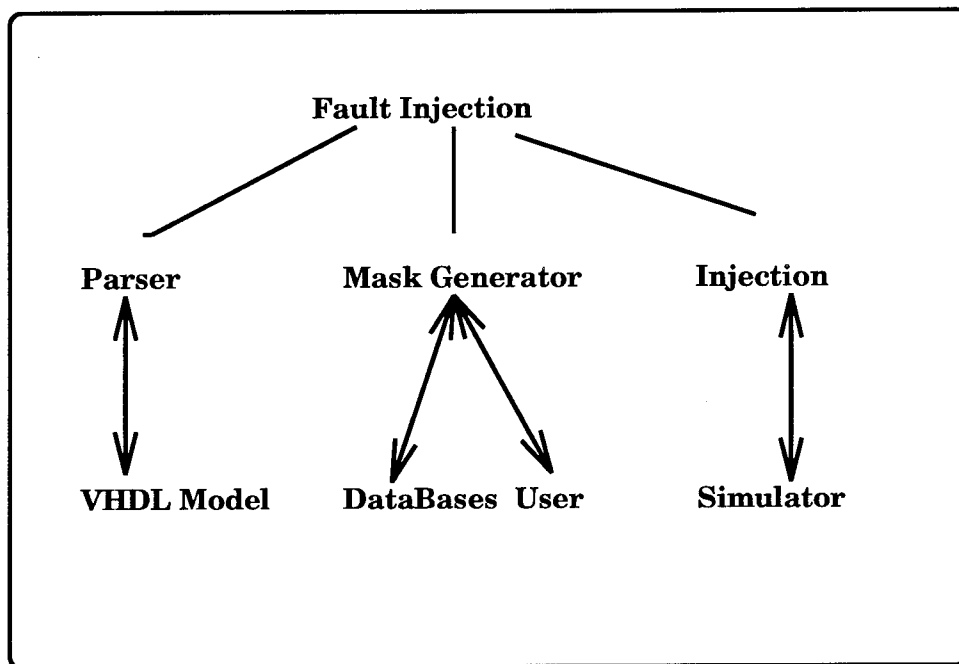 Fault Injection
Parser Mask Generator Injection
VHDL Model DataBases User Simulator